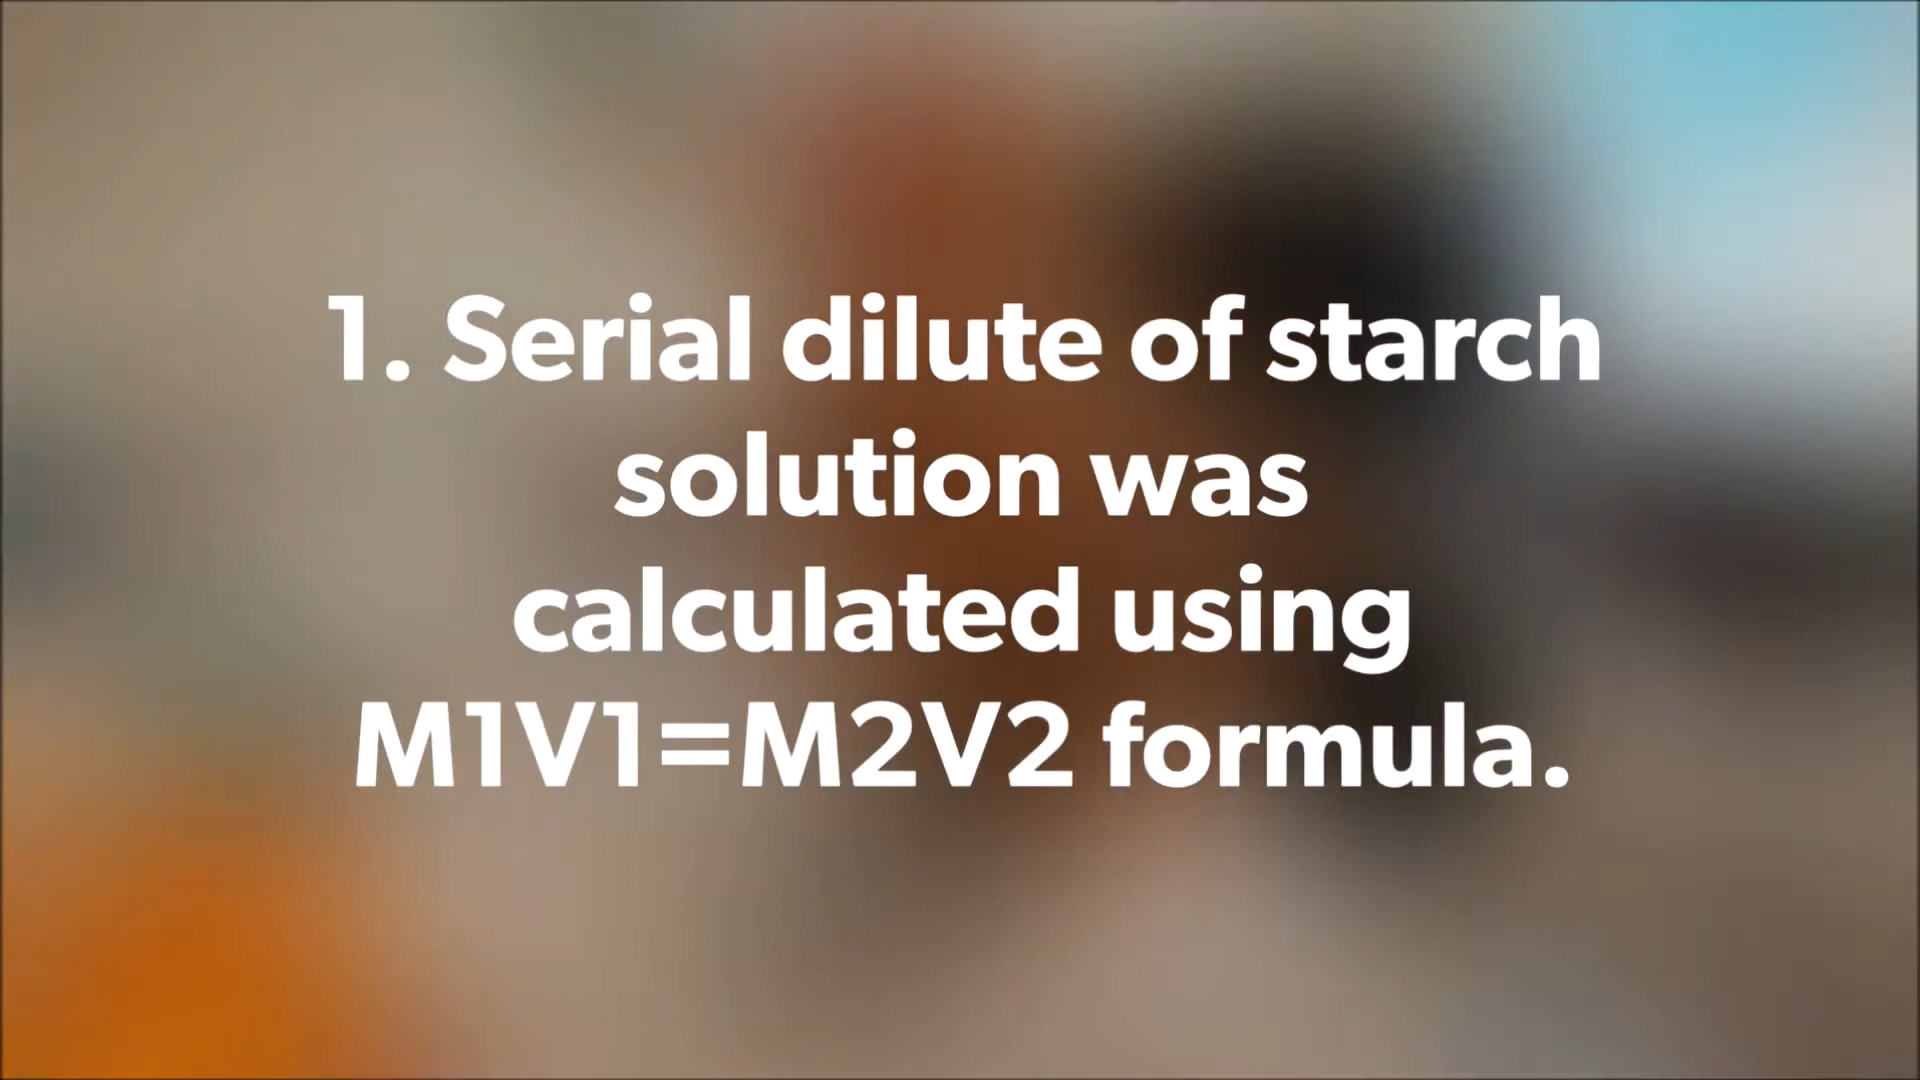 1. Serial dilute of starch
solution was
calculated using
M1V1=M2V2 formula.